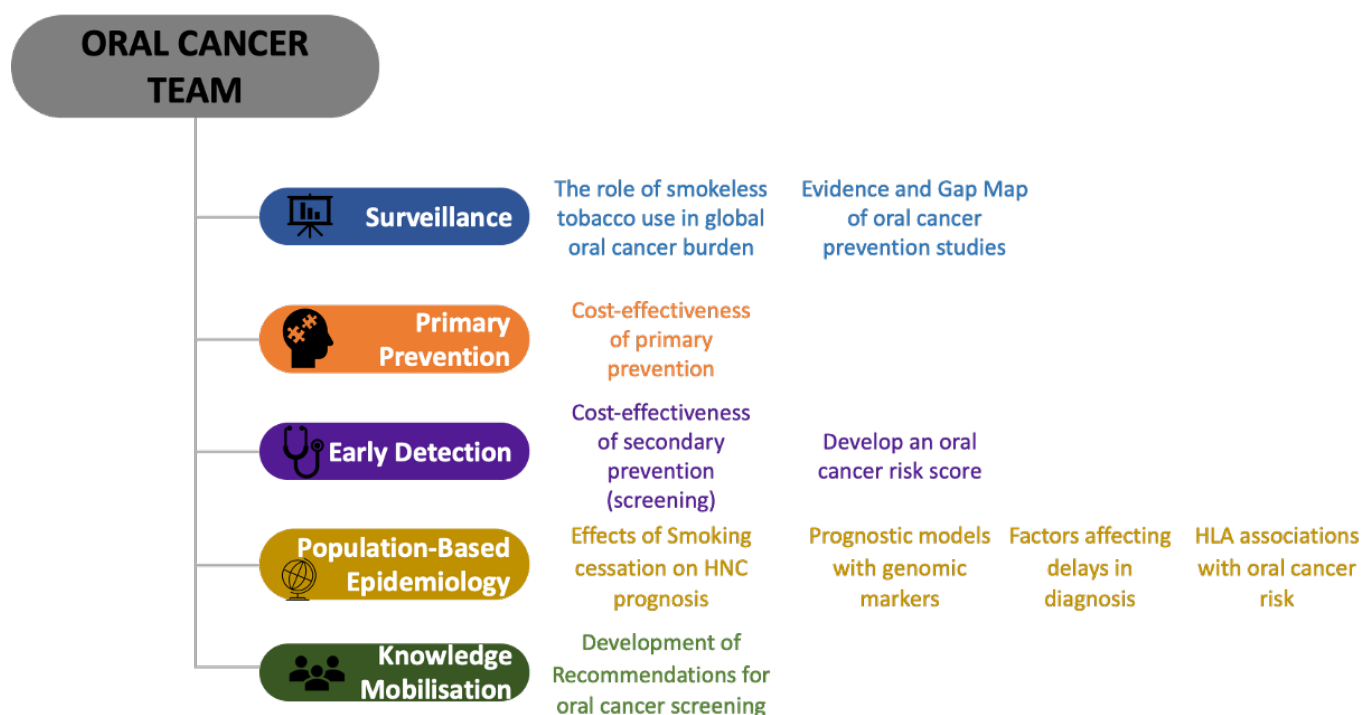 ORAL CANCER
TEAM
Surveillance
The role of smokeless
tobacco use in global
oral cancer burden
Evidence and Gap Map
of oral cancer
prevention studies
Primary
Prevention
Cost-effectiveness
of primary
prevention
Early Detection
Cost-effectiveness
of secondary
prevention
(screening)
Develop an oral
cancer risk score
Population-Based
Epidemiology
Effects of Smoking
cessation on HNC
prognosis
Prognostic models
with genomic
markers
Factors affecting
delays in
diagnosis
HLA associations
with oral cancer
risk
Knowledge
Mobilisation
Development of
Recommendations for
oral cancer screening